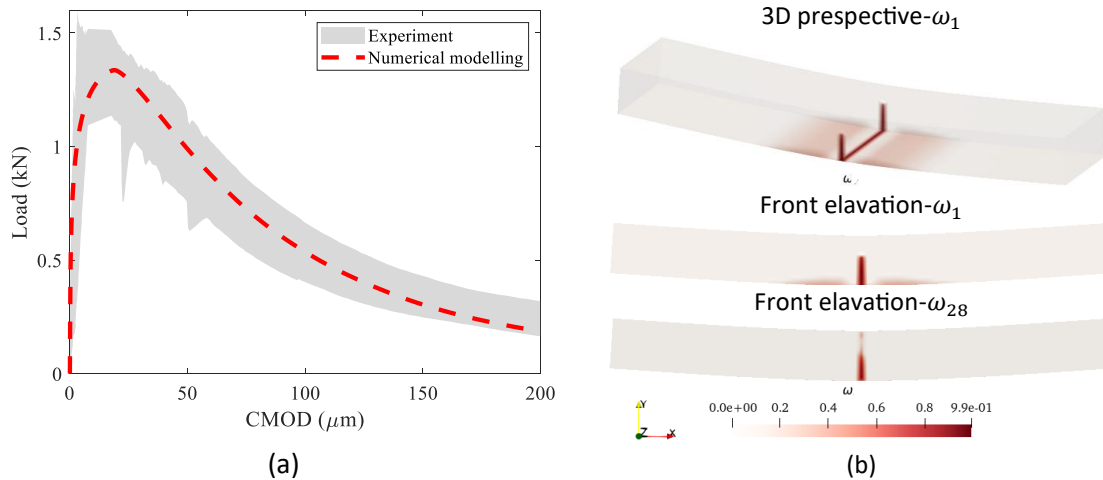 1.5
1
0.5
0
Load (kN)
0
50
100
150
200
CMOD (μm)
Experiment
Numerical modelling
(a)
3D prespective-ω₁
ω
Front elavation-ω₁
Front elavation-ω₂₈
ω
Y
Z
X
0.0e+00 0.2 0.4 0.6 0.8 9.9e-01
(b)